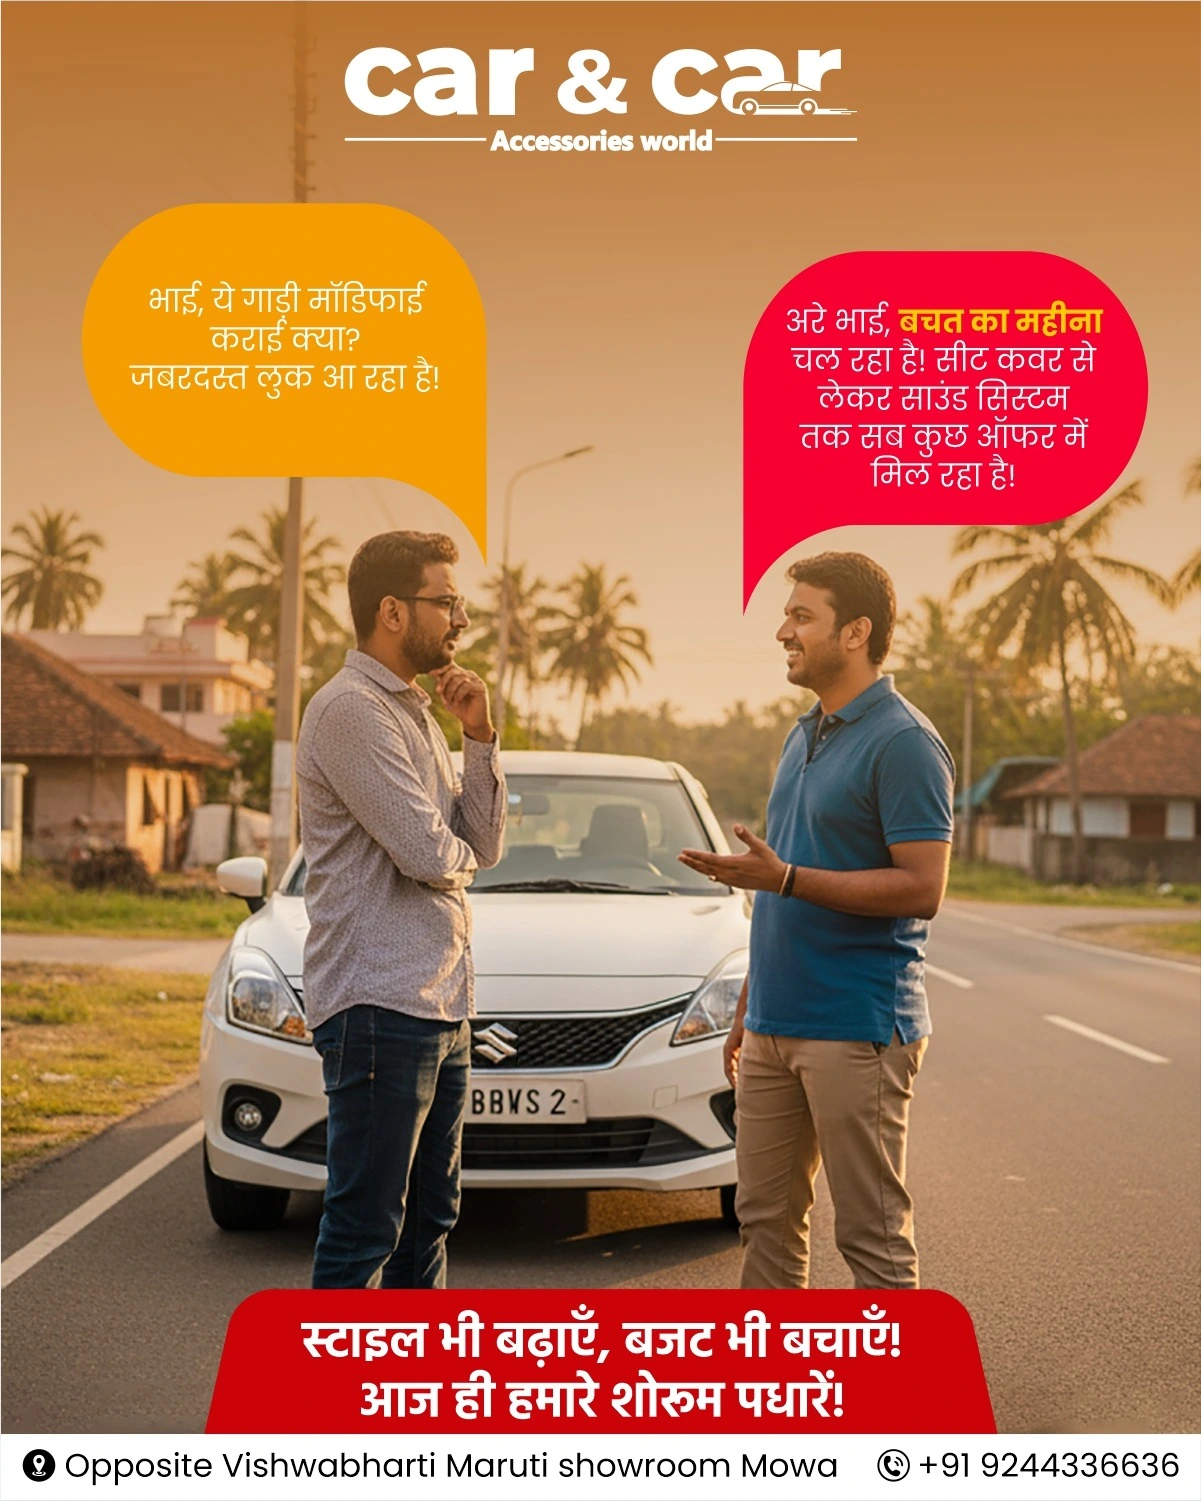 car & car
Accessories world
भाई, ये गाड़ी मॉडिफाई
कराई क्या?
जबरदस्त लुक आ रहा है!
अरे भाई, बचत का महीना
चल रहा है! सीट कवर से
लेकर साउंड सिस्टम
तक सब कुछ ऑफर में
मिल रहा है!
BBVS 2-
स्टाइल भी बढ़ाएँ, बजट भी बचाएँ!
आज ही हमारे शोरूम पधारें!
Opposite Vishwabharti Maruti showroom Mowa
+91 9244336636